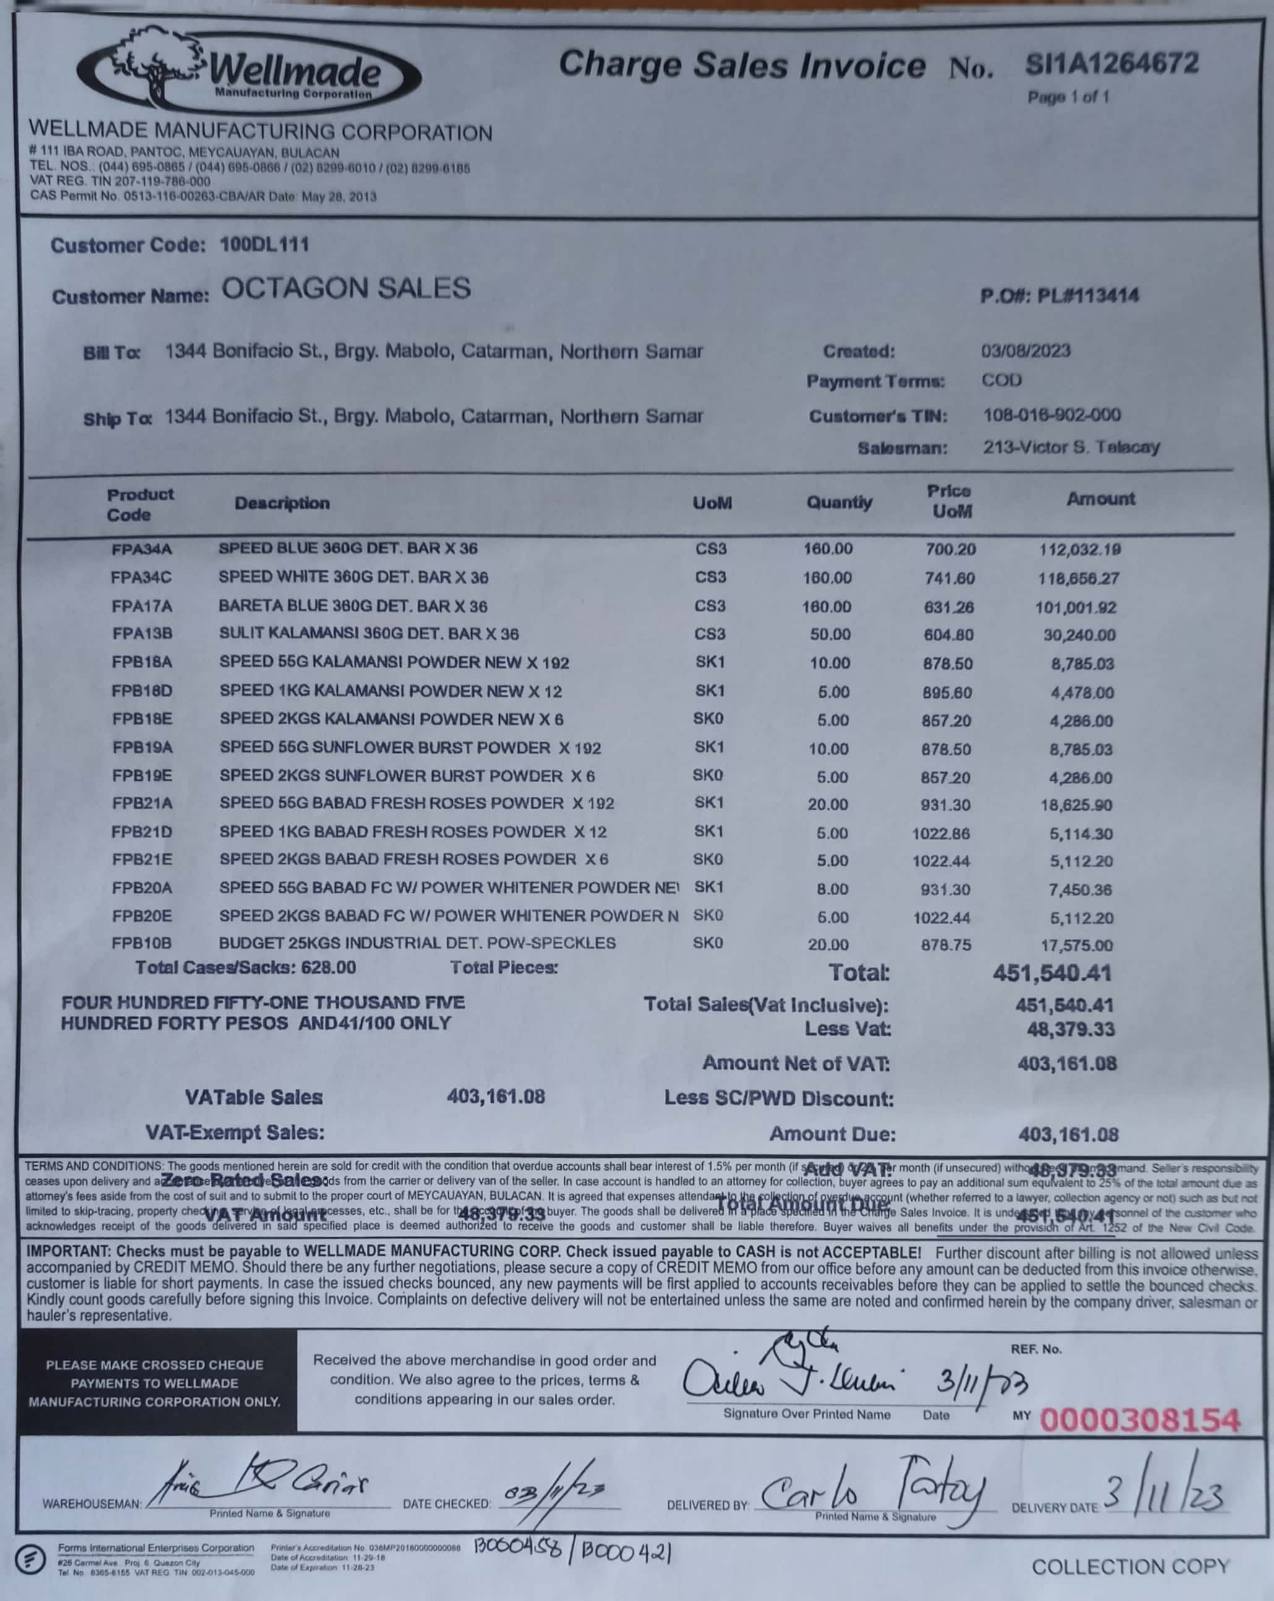 Wellmade
Manufacturing Corporation
Charge Sales Invoice No. SI1A1264672
Page 1 of 1
WELLMADE MANUFACTURING CORPORATION
# 111 IBA ROAD, PANTOC, MEYCAUAYAN, BULACAN
TEL. NOS.: (044) 695-0865 / (044) 695-0866 / (02) 8299-6010 / (02) 8299-6185
VAT REG. TIN 207-119-786-000
CAS Permit No. 0513-116-00263-CBA/AR Date: May 28, 2013
Customer Code: 100DL111
Customer Name: OCTAGON SALES
P.O#: PL#113414
Bill To: 1344 Bonifacio St., Brgy. Mabolo, Catarman, Northern Samar
Created: 03/08/2023
Payment Terms: COD
Ship To: 1344 Bonifacio St., Brgy. Mabolo, Catarman, Northern Samar
Customer's TIN: 108-016-902-000
Salesman: 213-Victor S. Talacay
Product Code Description UoM Quantiy Price UoM Amount
FPA34A SPEED BLUE 360G DET. BAR X 36 CS3 160.00 700.20 112,032.19
FPA34C SPEED WHITE 360G DET. BAR X 36 CS3 160.00 741.60 118,656.27
FPA17A BARETA BLUE 360G DET. BAR X 36 CS3 160.00 631.26 101,001.92
FPA13B SULIT KALAMANSI 360G DET. BAR X 36 CS3 50.00 604.80 30,240.00
FPB18A SPEED 55G KALAMANSI POWDER NEW X 192 SK1 10.00 878.50 8,785.03
FPB18D SPEED 1KG KALAMANSI POWDER NEW X 12 SK1 5.00 895.60 4,478.00
FPB18E SPEED 2KGS KALAMANSI POWDER NEW X 6 SK0 5.00 857.20 4,286.00
FPB19A SPEED 55G SUNFLOWER BURST POWDER X 192 SK1 10.00 878.50 8,785.03
FPB19E SPEED 2KGS SUNFLOWER BURST POWDER X 6 SK0 5.00 857.20 4,286.00
FPB21A SPEED 55G BABAD FRESH ROSES POWDER X 192 SK1 20.00 931.30 18,625.90
FPB21D SPEED 1KG BABAD FRESH ROSES POWDER X 12 SK1 5.00 1022.86 5,114.30
FPB21E SPEED 2KGS BABAD FRESH ROSES POWDER X 6 SK0 5.00 1022.44 5,112.20
FPB20A SPEED 55G BABAD FC W/ POWER WHITENER POWDER NE SK1 8.00 931.30 7,450.36
FPB20E SPEED 2KGS BABAD FC W/ POWER WHITENER POWDER N SK0 5.00 1022.44 5,112.20
FPB10B BUDGET 25KGS INDUSTRIAL DET. POW-SPECKLES SK0 20.00 878.75 17,575.00
Total Cases/Sacks: 628.00 Total Pieces: Total: 451,540.41
FOUR HUNDRED FIFTY-ONE THOUSAND FIVE
HUNDRED FORTY PESOS AND41/100 ONLY
Total Sales(Vat Inclusive): 451,540.41
Less Vat: 48,379.33
Amount Net of VAT: 403,161.08
VATable Sales 403,161.08 Less SC/PWD Discount:
VAT-Exempt Sales: Amount Due: 403,161.08
Zero Rated Sales: Add VAT: 48,379.33
VAT Amount 48,379.33 Total Amount Due 451,540.41
TERMS AND CONDITIONS: The goods mentioned herein are sold for credit with the condition that overdue accounts shall bear interest of 1.5% per month (if month (if unsecured) Seller's responsibility
ceases upon delivery and from the carrier or delivery van of the seller. In case account is handled to an attorney for collection, buyer agrees to pay an additional sum equivalent to 25% of the total amount due as
attorney's fees aside from the cost of suit and to submit to the proper court of MEYCAUAYAN, BULACAN. It is agreed that expenses attendant to the collection of overdue account (whether referred to a lawyer, collection agency or not) such as but not
limited to skip-tracing, property etc., shall be for buyer. The goods shall be delivered in a place specified in the Charge Sales Invoice. It is personnel of the customer who
acknowledges receipt of the goods delivered in said specified place is deemed authorized to receive the goods and customer shall be liable therefore. Buyer waives all benefits under the provision of Art. 1252 of the New Civil Code.
IMPORTANT: Checks must be payable to WELLMADE MANUFACTURING CORP. Check issued payable to CASH is not ACCEPTABLE! Further discount after billing is not allowed unless
accompanied by CREDIT MEMO. Should there be any further negotiations, please secure a copy of CREDIT MEMO from our office before any amount can be deducted from this invoice otherwise,
customer is liable for short payments. In case the issued checks bounced, any new payments will be first applied to accounts receivables before they can be applied to settle the bounced checks.
Kindly count goods carefully before signing this Invoice. Complaints on defective delivery will not be entertained unless the same are noted and confirmed herein by the company driver, salesman or
hauler's representative.
PLEASE MAKE CROSSED CHEQUE
PAYMENTS TO WELLMADE
MANUFACTURING CORPORATION ONLY.
Received the above merchandise in good order and
condition. We also agree to the prices, terms &
conditions appearing in our sales order.
3/11/23
Signature Over Printed Name Date
REF. No.
MY 0000308154
WAREHOUSEMAN:
Printed Name & Signature
DATE CHECKED: 03/11/23
DELIVERED BY: Carlo Tatoy
Printed Name & Signature
DELIVERY DATE 3/11/23
Forms International Enterprises Corporation
#26 Carmel Ave. Proj. 6 Quezon City
Tel No. 8365-6155 VAT REG TIN 002-013-045-000
Printer's Accreditation No. 036MP20180000000066
Date of Accreditation: 11-29-18
Date of Expiration: 11-28-23
B000458/B000421
COLLECTION COPY